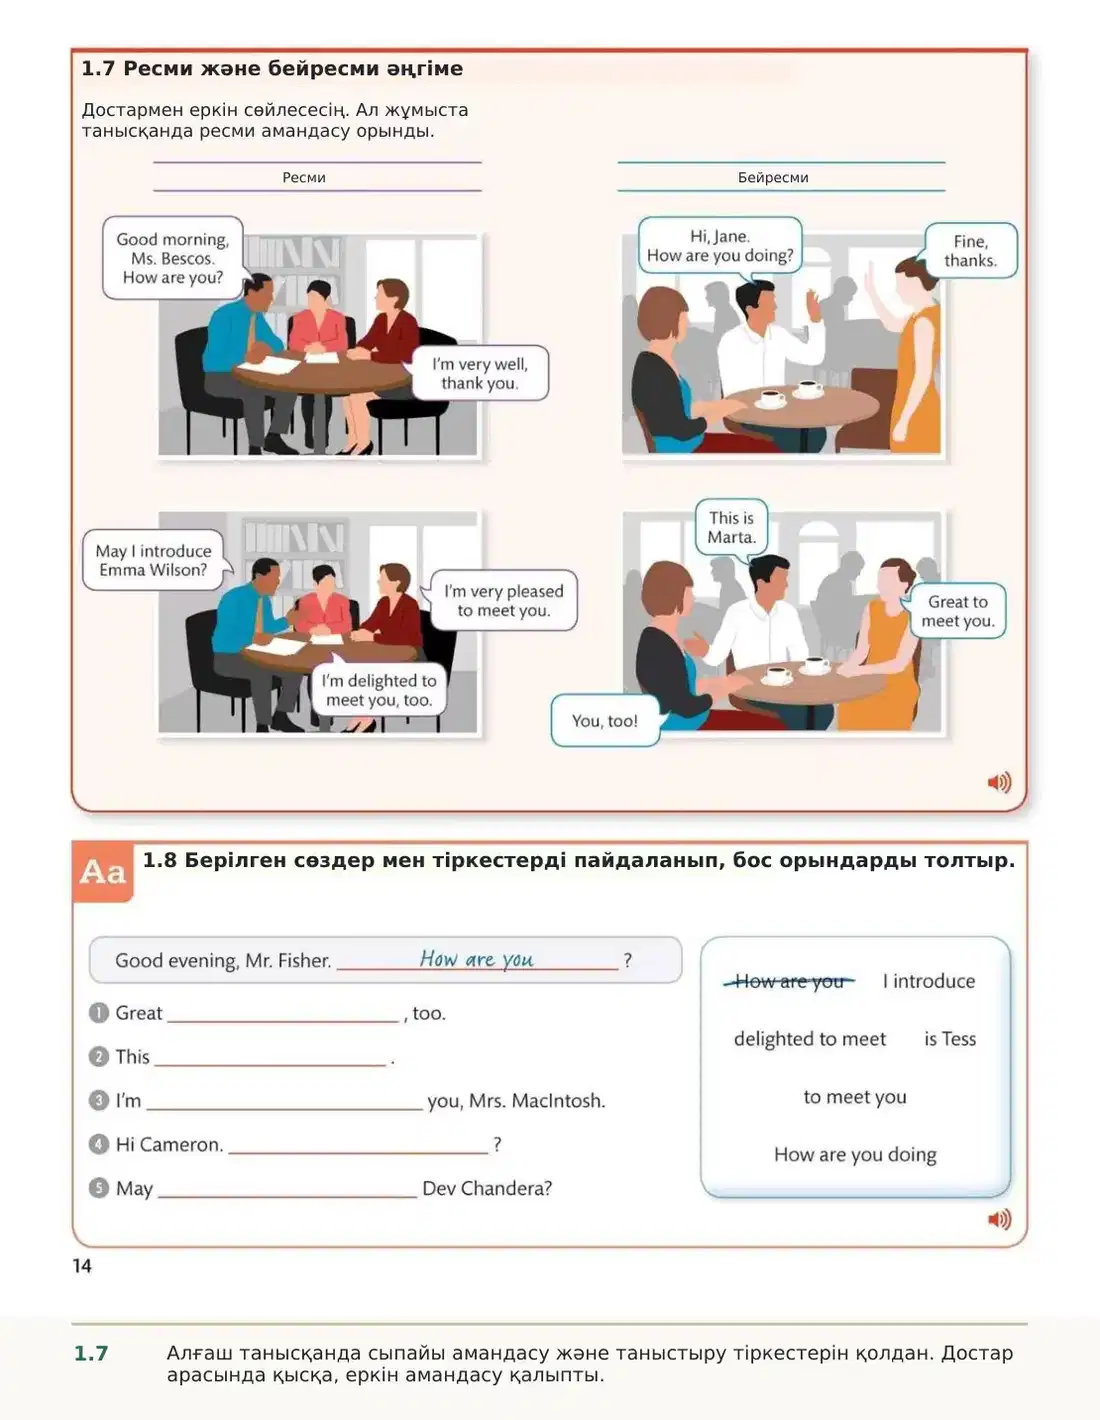 1.7 Ресми және бейресми әңгіме
Достармен еркін сөйлесесің. Ал жұмыста
танысқанда ресми амандасу орынды.
Ресми
Бейресми
Good morning,
Ms. Bescos.
How are you?
I'm very well,
thank you.
Hi, Jane.
How are you doing?
Fine,
thanks.
May I introduce
Emma Wilson?
I'm very pleased
to meet you.
I'm delighted to
meet you, too.
This is
Marta.
Great to
meet you.
You, too!
Aa
1.8 Берілген сөздер мен тіркестерді пайдаланып, бос орындарды толтыр.
Good evening, Mr. Fisher. How are you ?
1 Great ____ , too.
2 This ____ .
3 I'm ____ you, Mrs. MacIntosh.
4 Hi Cameron. ____ ?
5 May ____ Dev Chandera?
How are you I introduce
delighted to meet is Tess
to meet you
How are you doing
14
1.7 Алғаш танысқанда сыпайы амандасу және таныстыру тіркестерін қолдан. Достар
арасында қысқа, еркін амандасу қалыпты.